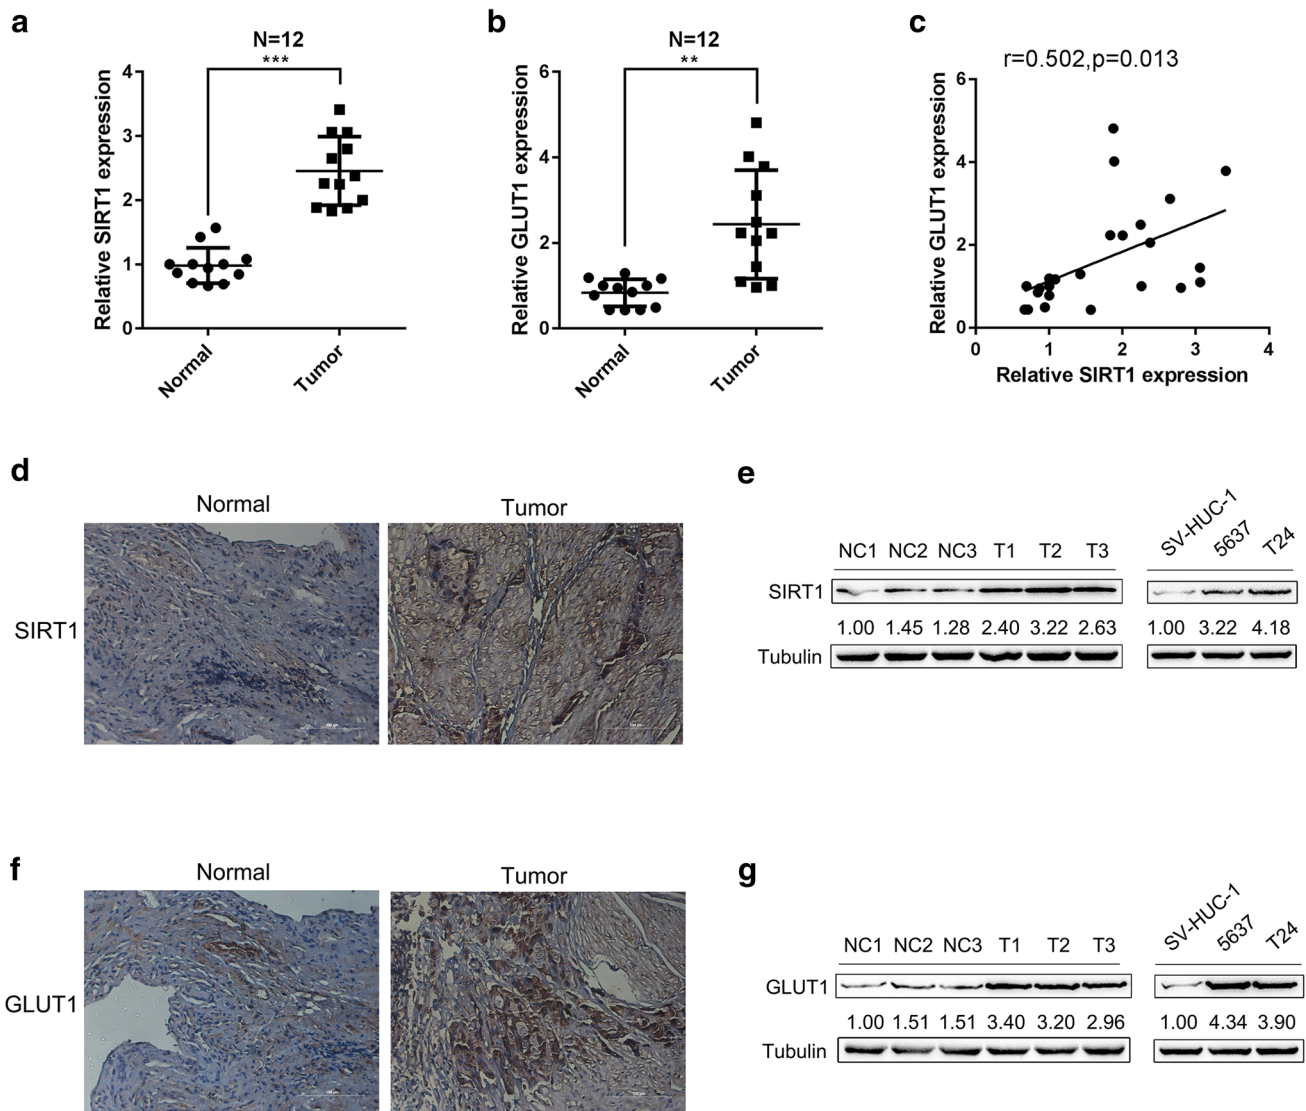 a
N=12
***
Relative SIRT1 expression
4
3
2
1
0
Normal
Tumor
b
N=12
**
Relative GLUT1 expression
6
4
2
0
Normal
Tumor
c
r=0.502,p=0.013
Relative GLUT1 expression
6
4
2
0
0 1 2 3 4
Relative SIRT1 expression
d
Normal
Tumor
SIRT1
e
NC1 NC2 NC3 T1 T2 T3
SV-HUC-1
5637
T24
SIRT1
1.00 1.45 1.28 2.40 3.22 2.63
1.00 3.22 4.18
Tubulin
f
Normal
Tumor
GLUT1
g
NC1 NC2 NC3 T1 T2 T3
SV-HUC-1
5637
T24
GLUT1
1.00 1.51 1.51 3.40 3.20 2.96
1.00 4.34 3.90
Tubulin